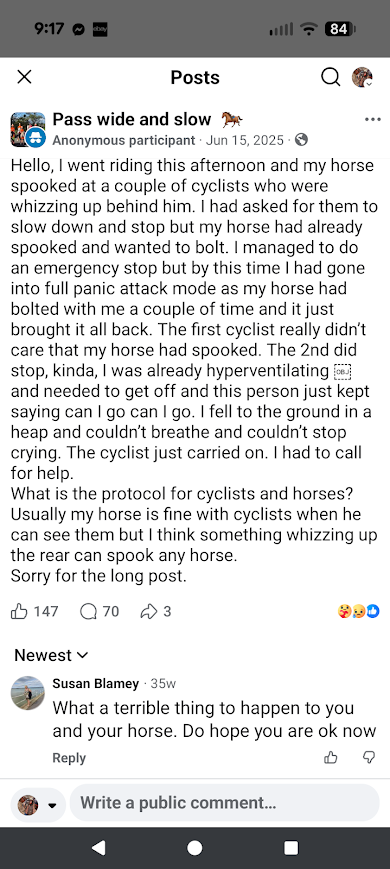 9:17
ebay
84
Posts
Pass wide and slow 🐎
Anonymous participant · Jun 15, 2025 ·
Hello, I went riding this afternoon and my horse
spooked at a couple of cyclists who were
whizzing up behind him. I had asked for them to
slow down and stop but my horse had already
spooked and wanted to bolt. I managed to do
an emergency stop but by this time I had gone
into full panic attack mode as my horse had
bolted with me a couple of time and it just
brought it all back. The first cyclist really didn't
care that my horse had spooked. The 2nd did
stop, kinda, I was already hyperventilating OBJ
and needed to get off and this person just kept
saying can I go can I go. I fell to the ground in a
heap and couldn't breathe and couldn't stop
crying. The cyclist just carried on. I had to call
for help.
What is the protocol for cyclists and horses?
Usually my horse is fine with cyclists when he
can see them but I think something whizzing up
the rear can spook any horse.
Sorry for the long post.
147 70 3
Newest
Susan Blamey · 35w
What a terrible thing to happen to you
and your horse. Do hope you are ok now
Reply
Write a public comment...